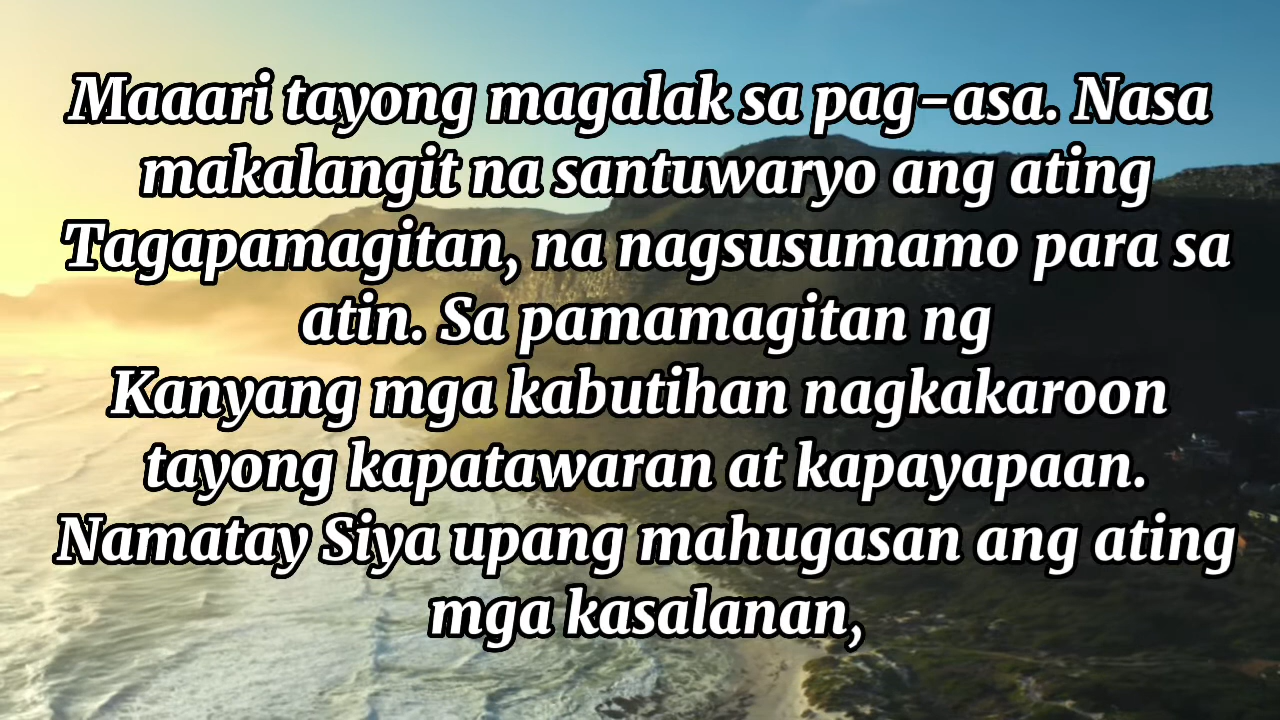 Maaari tayong magalak sa pag-asa. Nasa
makalangit na santuwaryo ang ating
Tagapamagitan, na nagsusumamo para sa
atin. Sa pamamagitan ng
Kanyang mga kabutihan nagkakaroon
tayong kapatawaran at kapayapaan.
Namatay Siya upang mahugasan ang ating
mga kasalanan,